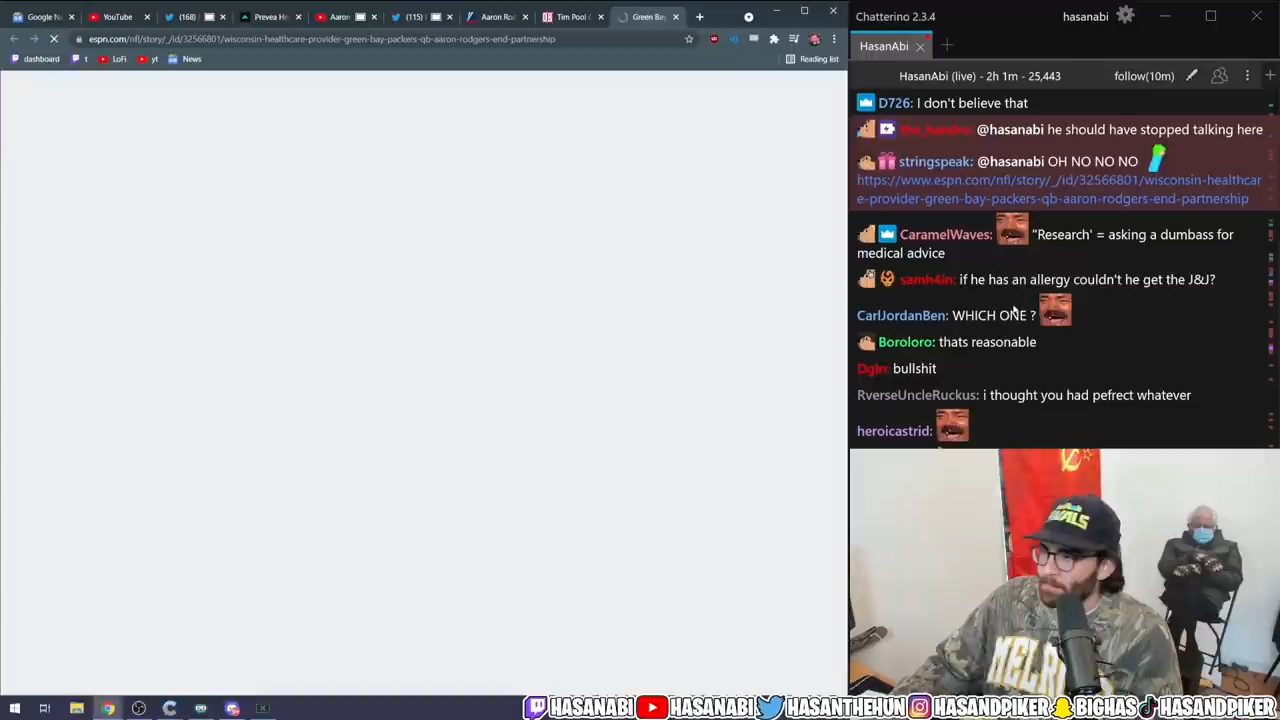 Google N
YouTube
(168)
Prevea He
Aaron
(115)
Aaron Rod
Tim Pool C
Green Bay
espn.com/nfl/story/_/id/32566801/wisconsin-healthcare-provider-green-bay-packers-qb-aaron-rodgers-end-partnership
dashboard
t
LoFi
yt
News
Reading list
Chatterino 2.3.4
hasanabi
HasanAbi
HasanAbi (live) - 2h 1m - 25,443
follow(10m)
D726: I don't believe that
@hasanabi he should have stopped talking here
stringspeak: @hasanabi OH NO NO NO
https://www.espn.com/nfl/story/_/id/32566801/wisconsin-healthcar
e-provider-green-bay-packers-qb-aaron-rodgers-end-partnership
CaramelWaves: "Research' = asking a dumbass for
medical advice
samh4in: if he has an allergy couldn't he get the J&J?
CarlJordanBen: WHICH ONE ?
Boroloro: thats reasonable
bullshit
RverseUncleRuckus: i thought you had pefrect whatever
heroicastrid:
HASANABI HASANABI HASANTHEHUN HASANDPIKER BIGHAS HASANDPIKER